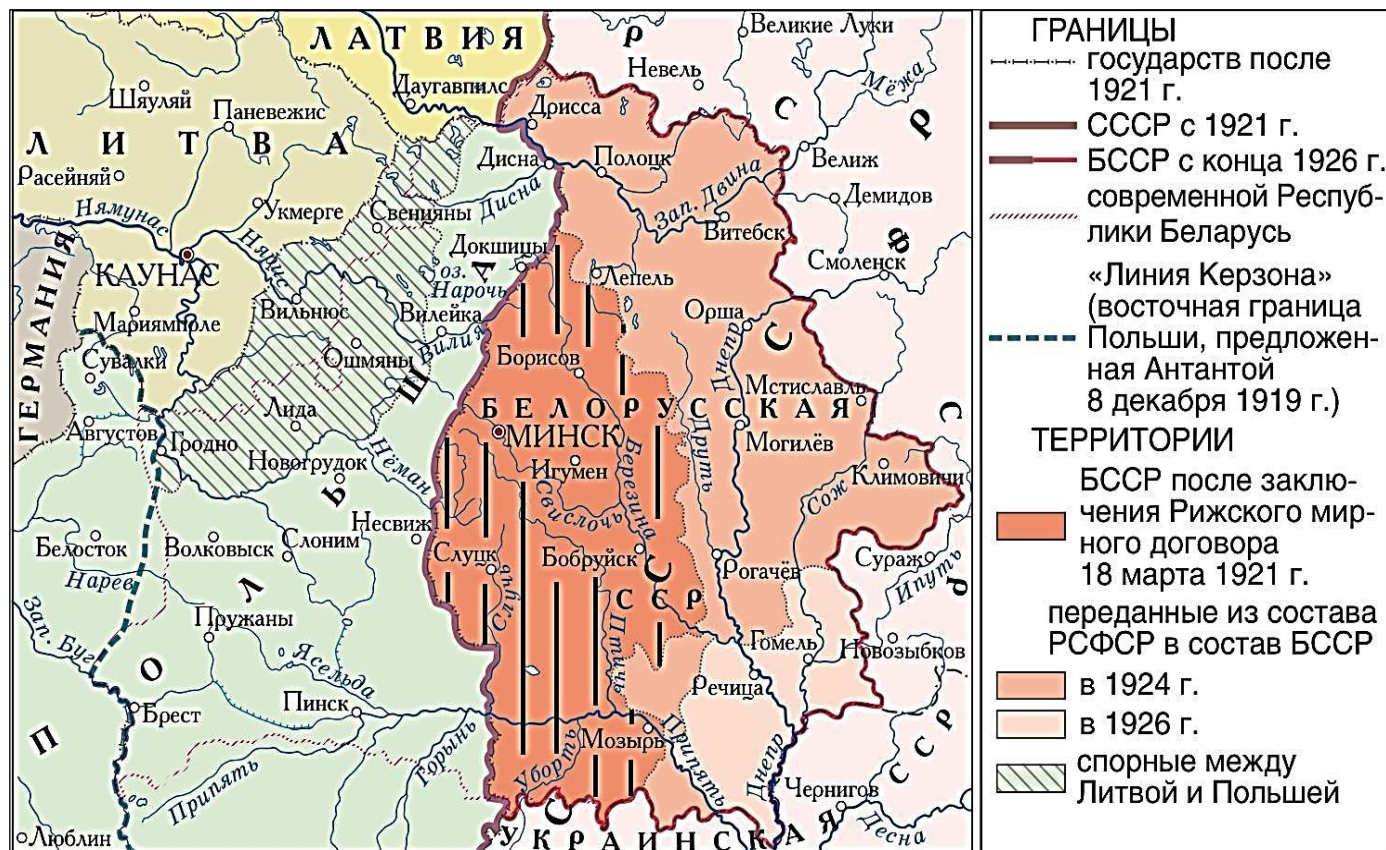 ЛАТВИЯ
Р
Великие Луки
Невель
Мёжа
Шяуляй
Даугавпилс
Паневежис
Дрисса
С
Р
ЛИТВА
Расейняй
Дисна
Полоцк
Велиж
Укмерге
Свенцяны
Дисна
Зап. Двина
Демидов
Нямунас
Докшицы
Витебск
Ф
Нярис
КАУНАС
оз. Нарочь
Лепель
Смоленск
ГЕРМАНИЯ
Мариямполе
Вильнюс
Вилейка
Орша
С
Сувалки
Ошмяны
Вилия
Борисов
Днепр
Мстиславль
Лида
БЕЛОРУССКАЯ
С
Августов
Гродно
МИНСК
Друть
Могилёв
Новогрудок
Нёман
Игумен
Березина
Климовичи
Свислочь
Сож
Несвиж
Белосток
Волковыск
Слоним
Слуцк
Бобруйск
Рогачёв
Сураж
Ипуть
Р
Нарев
Случь
ССР
Зап. Буг
Пружаны
Птичь
Гомель
Новозыбков
Ясельда
Речица
ПОЛЬША
Брест
Пинск
Мозырь
Припять
Горынь
Уборть
Днепр
Припять
Чернигов
ССР
Люблин
УКРАИНСКАЯ
Десна
С
С
Р
ГРАНИЦЫ
государств после
1921 г.
СССР с 1921 г.
БССР с конца 1926 г.
современной Респуб-
лики Беларусь
«Линия Керзона»
(восточная граница
Польши, предложен-
ная Антантой
8 декабря 1919 г.)
ТЕРРИТОРИИ
БССР после заклю-
чения Рижского мир-
ного договора
18 марта 1921 г.
переданные из состава
РСФСР в состав БССР
в 1924 г.
в 1926 г.
спорные между
Литвой и Польшей